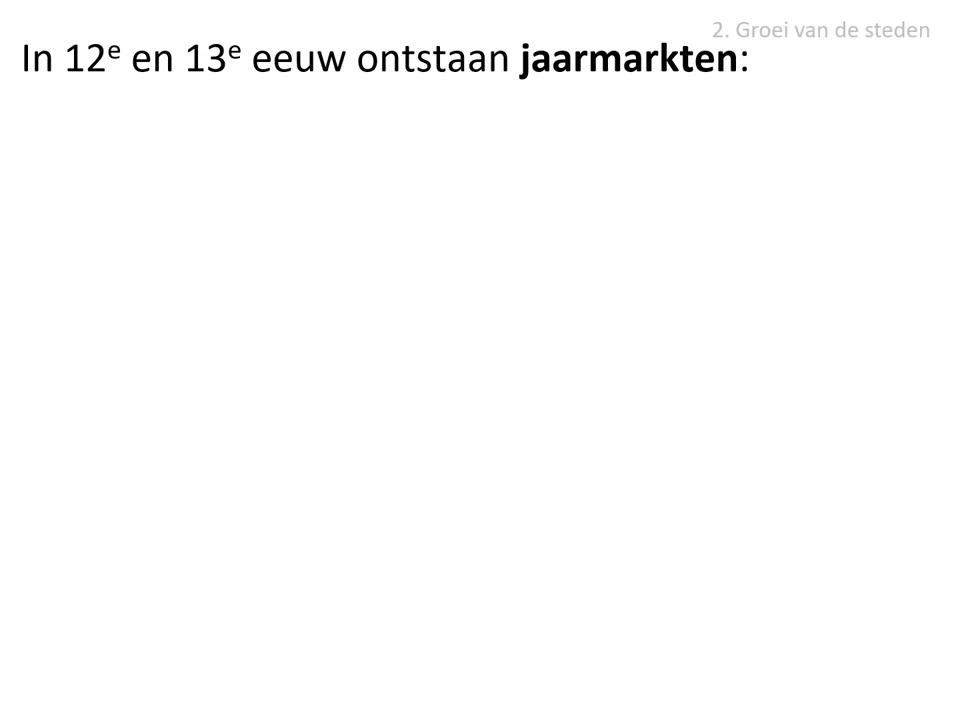 2. Groei van de steden
In 12e en 13e eeuw ontstaan jaarmarkten: